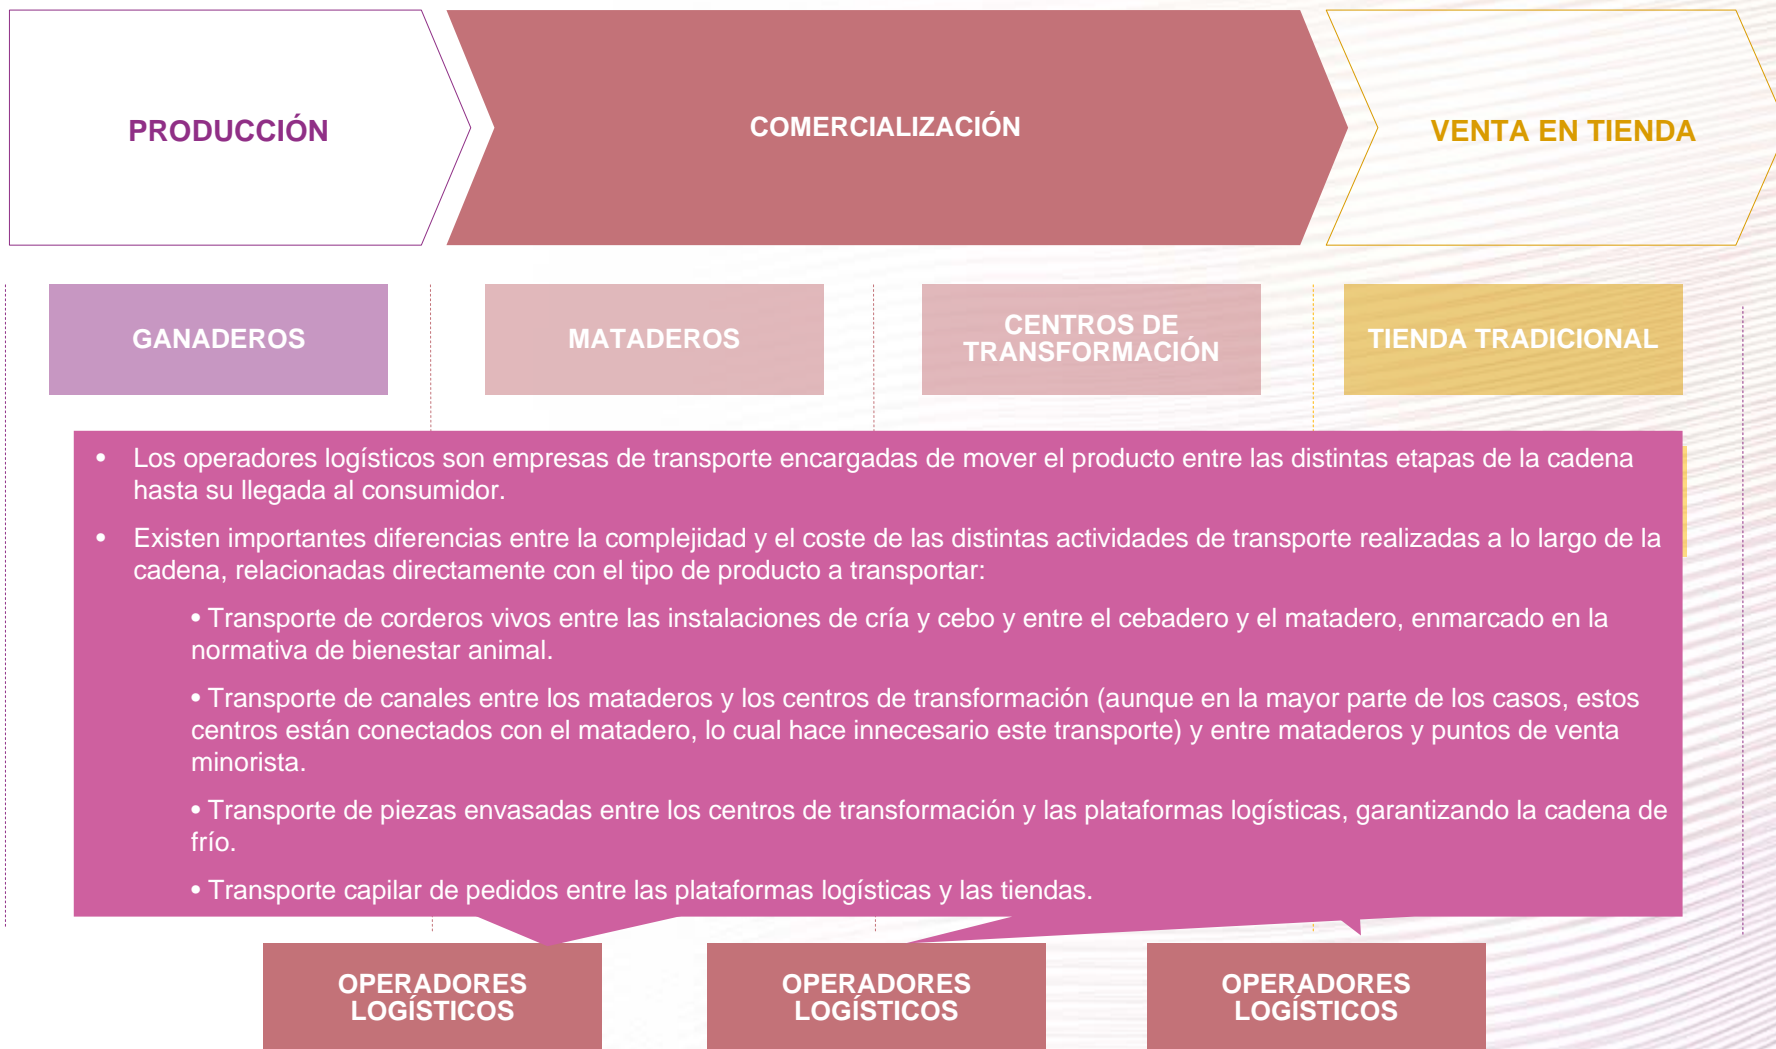 PRODUCCIÓN
COMERCIALIZACIÓN
VENTA EN TIENDA
GANADEROS
MATADEROS
CENTROS DE
TRANSFORMACIÓN
TIENDA TRADICIONAL
• Los operadores logísticos son empresas de transporte encargadas de mover el producto entre las distintas etapas de la cadena
hasta su llegada al consumidor.
• Existen importantes diferencias entre la complejidad y el coste de las distintas actividades de transporte realizadas a lo largo de la
cadena, relacionadas directamente con el tipo de producto a transportar:
• Transporte de corderos vivos entre las instalaciones de cría y cebo y entre el cebadero y el matadero, enmarcado en la
normativa de bienestar animal.
• Transporte de canales entre los mataderos y los centros de transformación (aunque en la mayor parte de los casos, estos
centros están conectados con el matadero, lo cual hace innecesario este transporte) y entre mataderos y puntos de venta
minorista.
• Transporte de piezas envasadas entre los centros de transformación y las plataformas logísticas, garantizando la cadena de
frío.
• Transporte capilar de pedidos entre las plataformas logísticas y las tiendas.
OPERADORES
LOGÍSTICOS
OPERADORES
LOGÍSTICOS
OPERADORES
LOGÍSTICOS